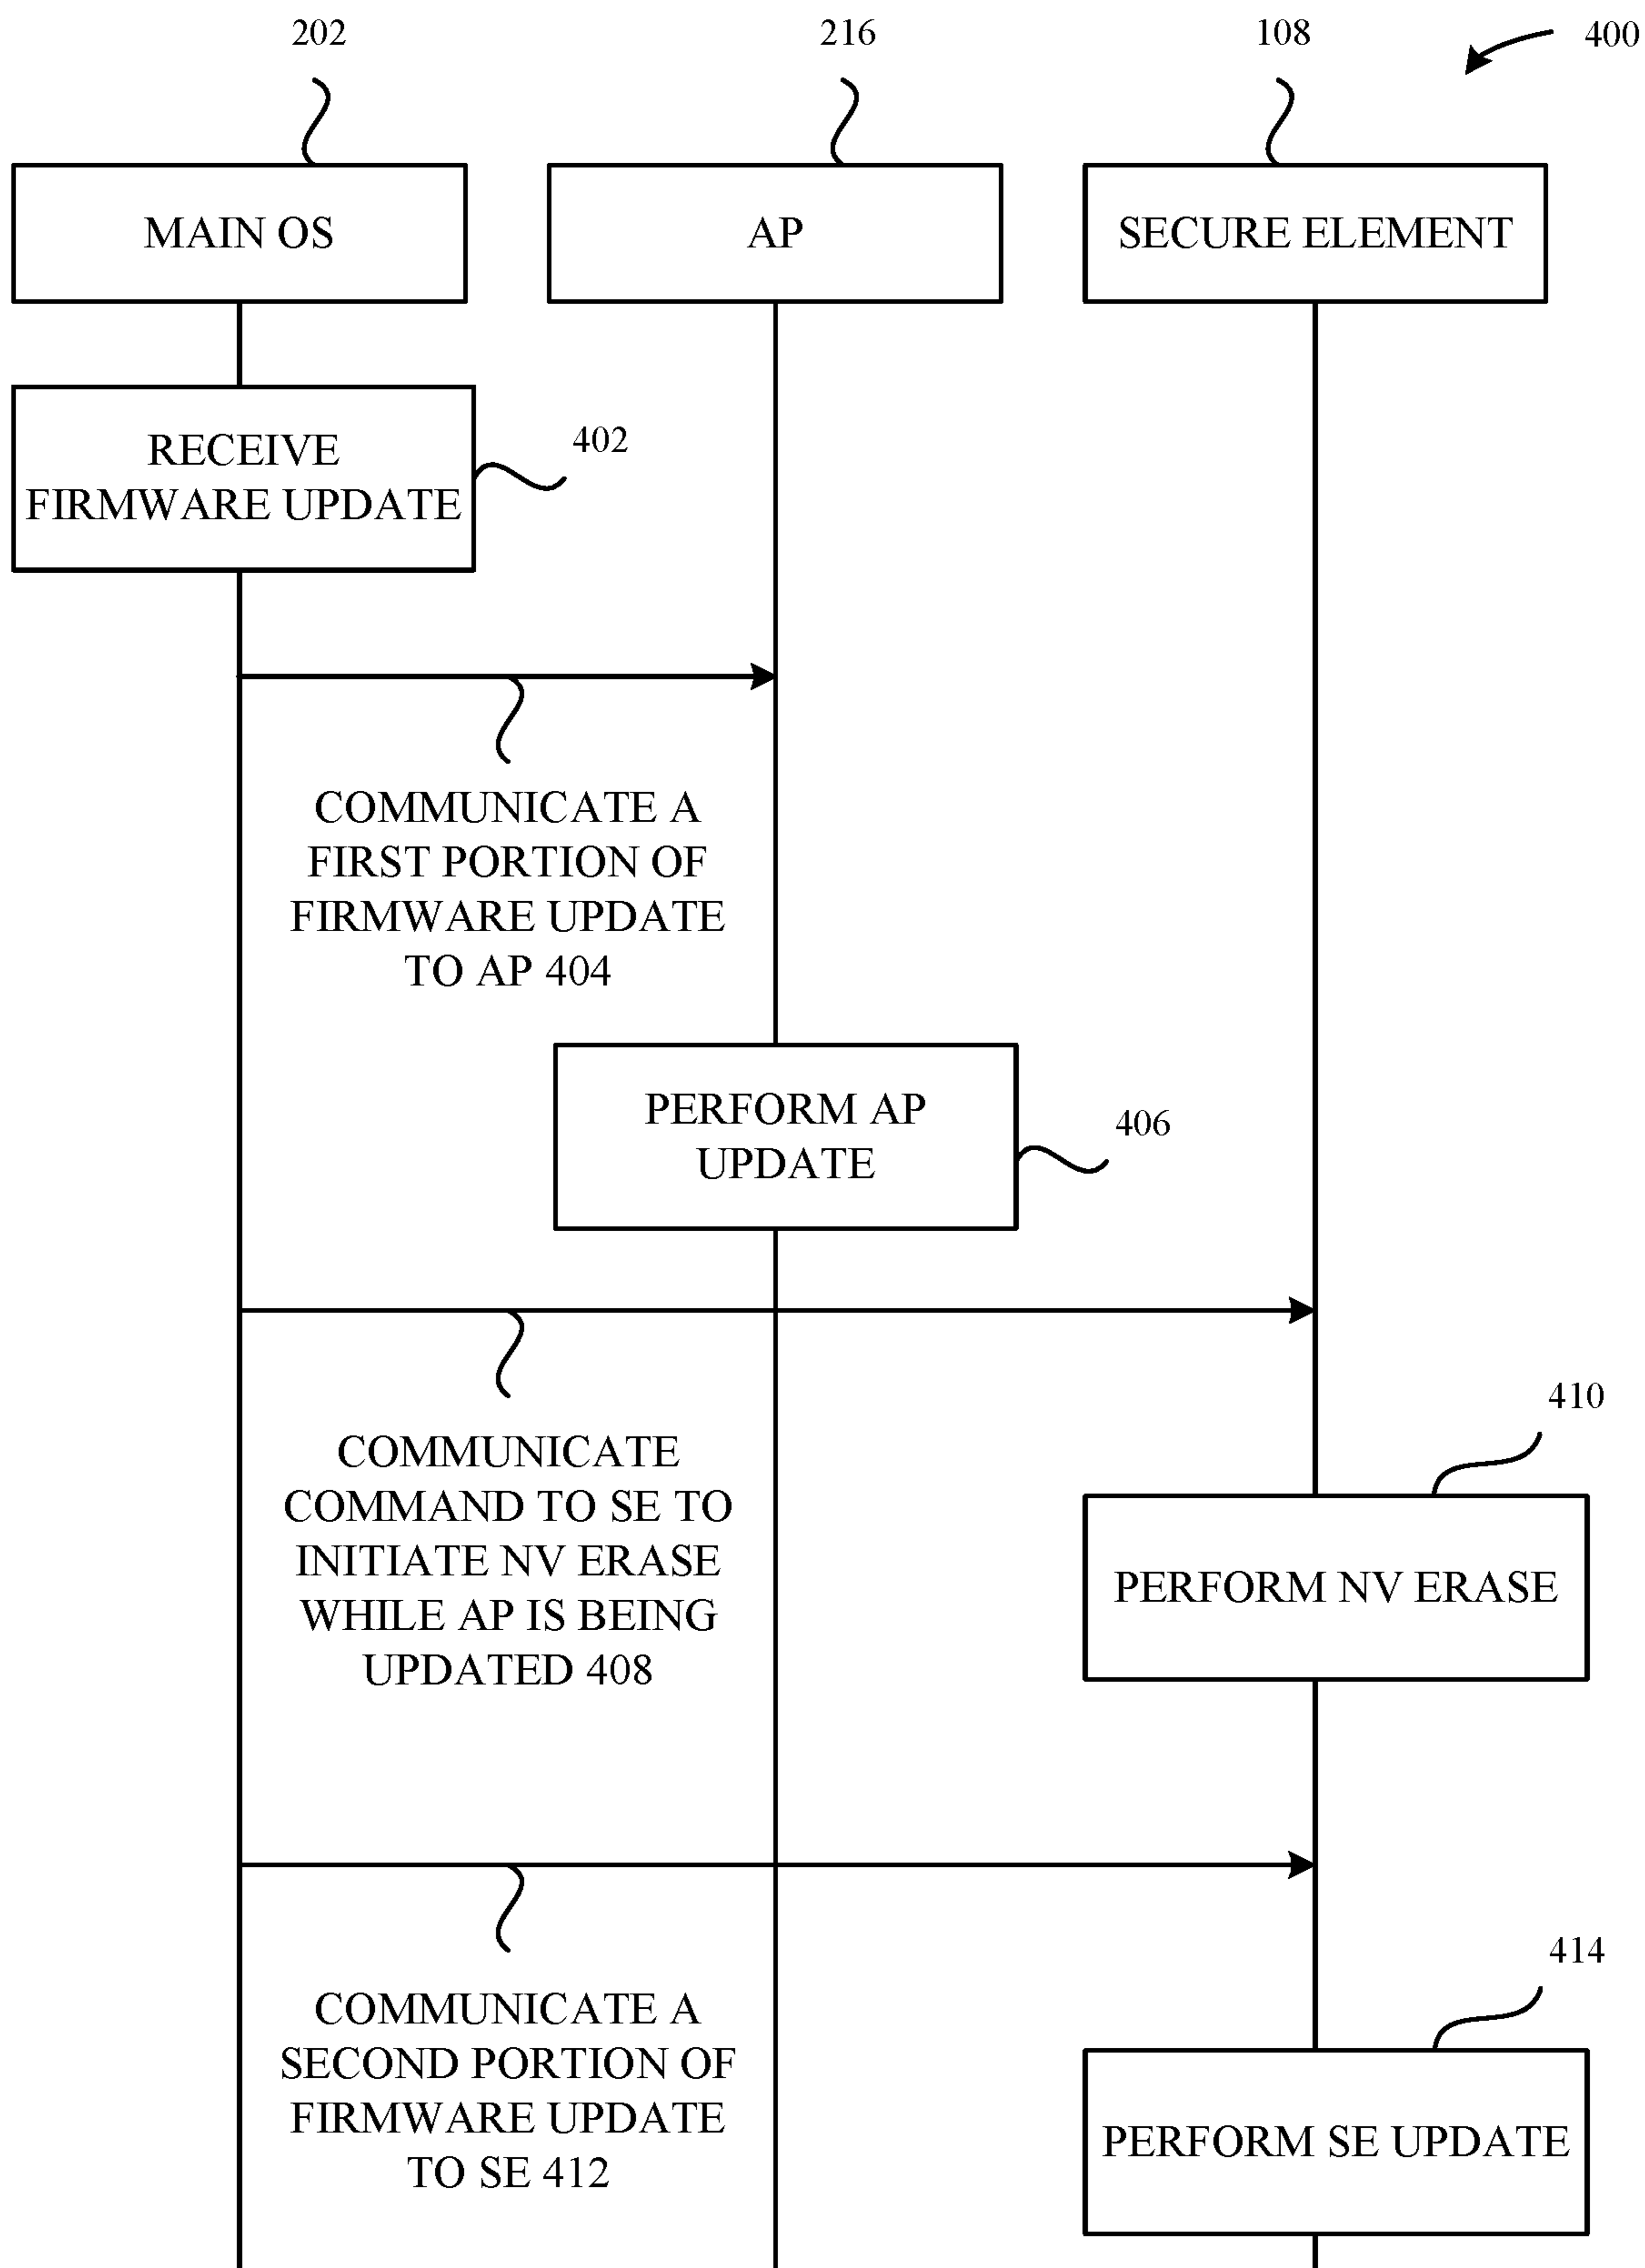 202
216
108
400
MAIN OS
AP
SECURE ELEMENT
RECEIVE
FIRMWARE UPDATE
402
COMMUNICATE A
FIRST PORTION OF
FIRMWARE UPDATE
TO AP 404
PERFORM AP
UPDATE
406
COMMUNICATE
COMMAND TO SE TO
INITIATE NV ERASE
WHILE AP IS BEING
UPDATED 408
410
PERFORM NV ERASE
COMMUNICATE A
SECOND PORTION OF
FIRMWARE UPDATE
TO SE 412
414
PERFORM SE UPDATE